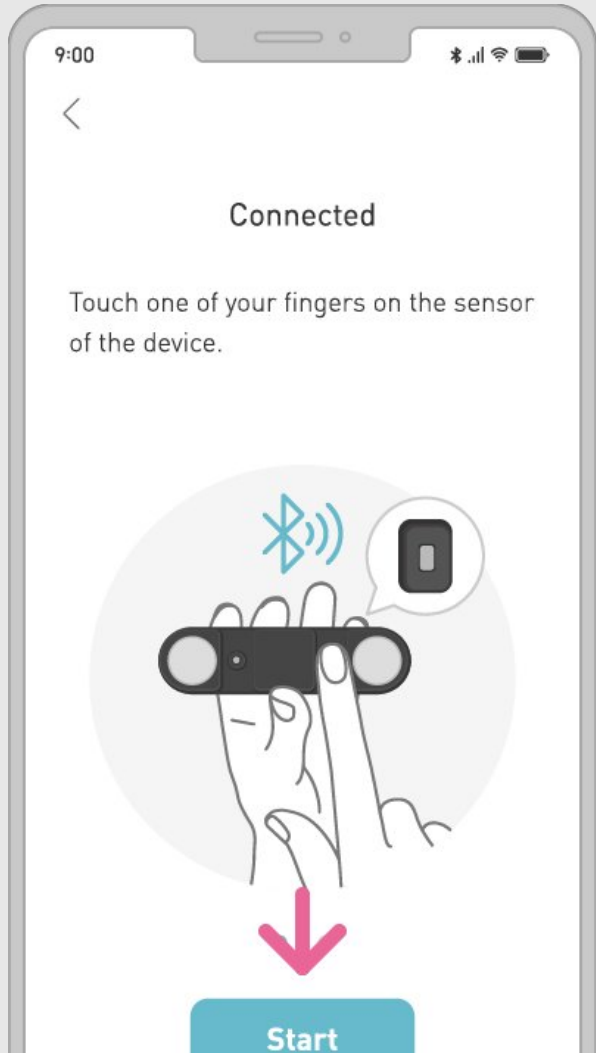 9:00
Connected
Touch one of your fingers on the sensor
of the device.
Start